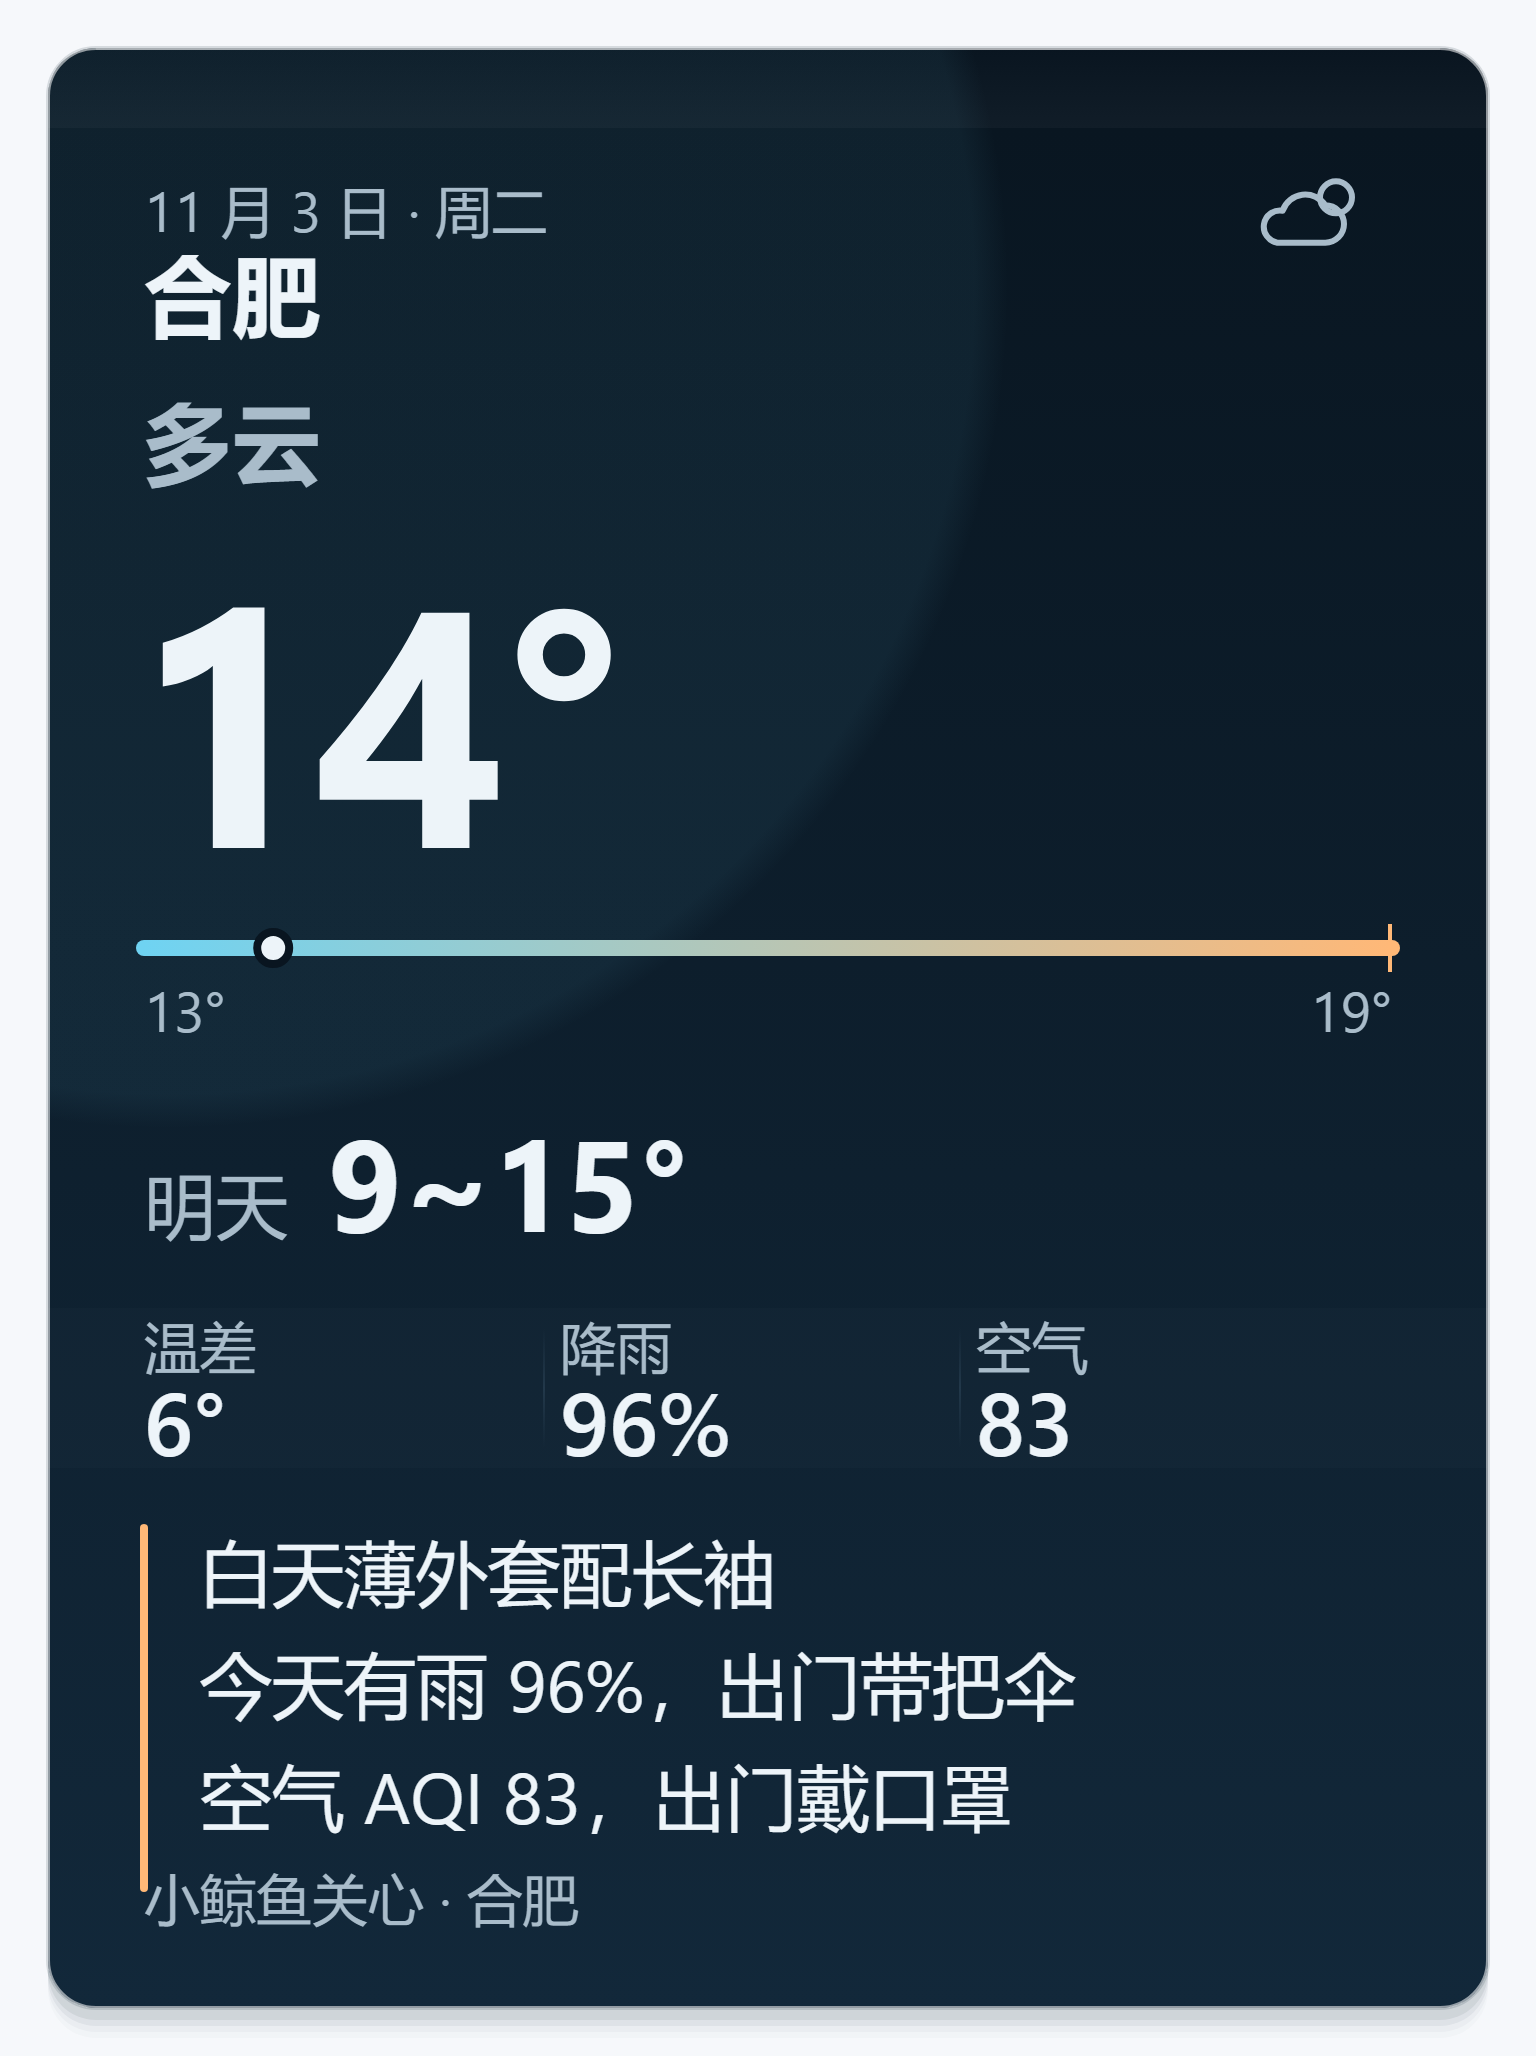 11 月 3 日 · 周二
合肥
多云
14°
13° 19°
明天 9~15°
温差 降雨 空气
6° 96% 83
白天薄外套配长袖
今天有雨 96%，出门带把伞
空气 AQI 83，出门戴口罩
小鲸鱼关心 · 合肥